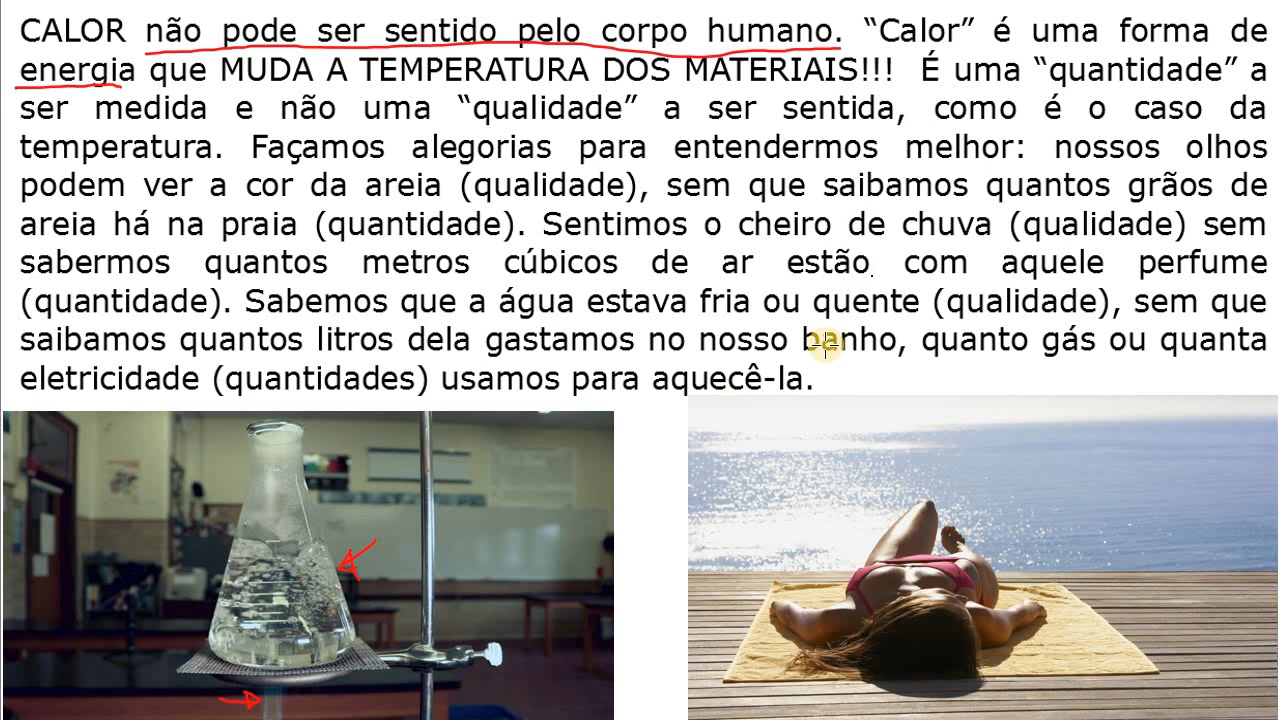 CALOR não pode ser sentido pelo corpo humano. “Calor” é uma forma de
energia que MUDA A TEMPERATURA DOS MATERIAIS!!! É uma “quantidade” a
ser medida e não uma “qualidade” a ser sentida, como é o caso da
temperatura. Façamos alegorias para entendermos melhor: nossos olhos
podem ver a cor da areia (qualidade), sem que saibamos quantos grãos de
areia há na praia (quantidade). Sentimos o cheiro de chuva (qualidade) sem
sabermos quantos metros cúbicos de ar estão com aquele perfume
(quantidade). Sabemos que a água estava fria ou quente (qualidade), sem que
saibamos quantos litros dela gastamos no nosso banho, quanto gás ou quanta
eletricidade (quantidades) usamos para aquecê-la.